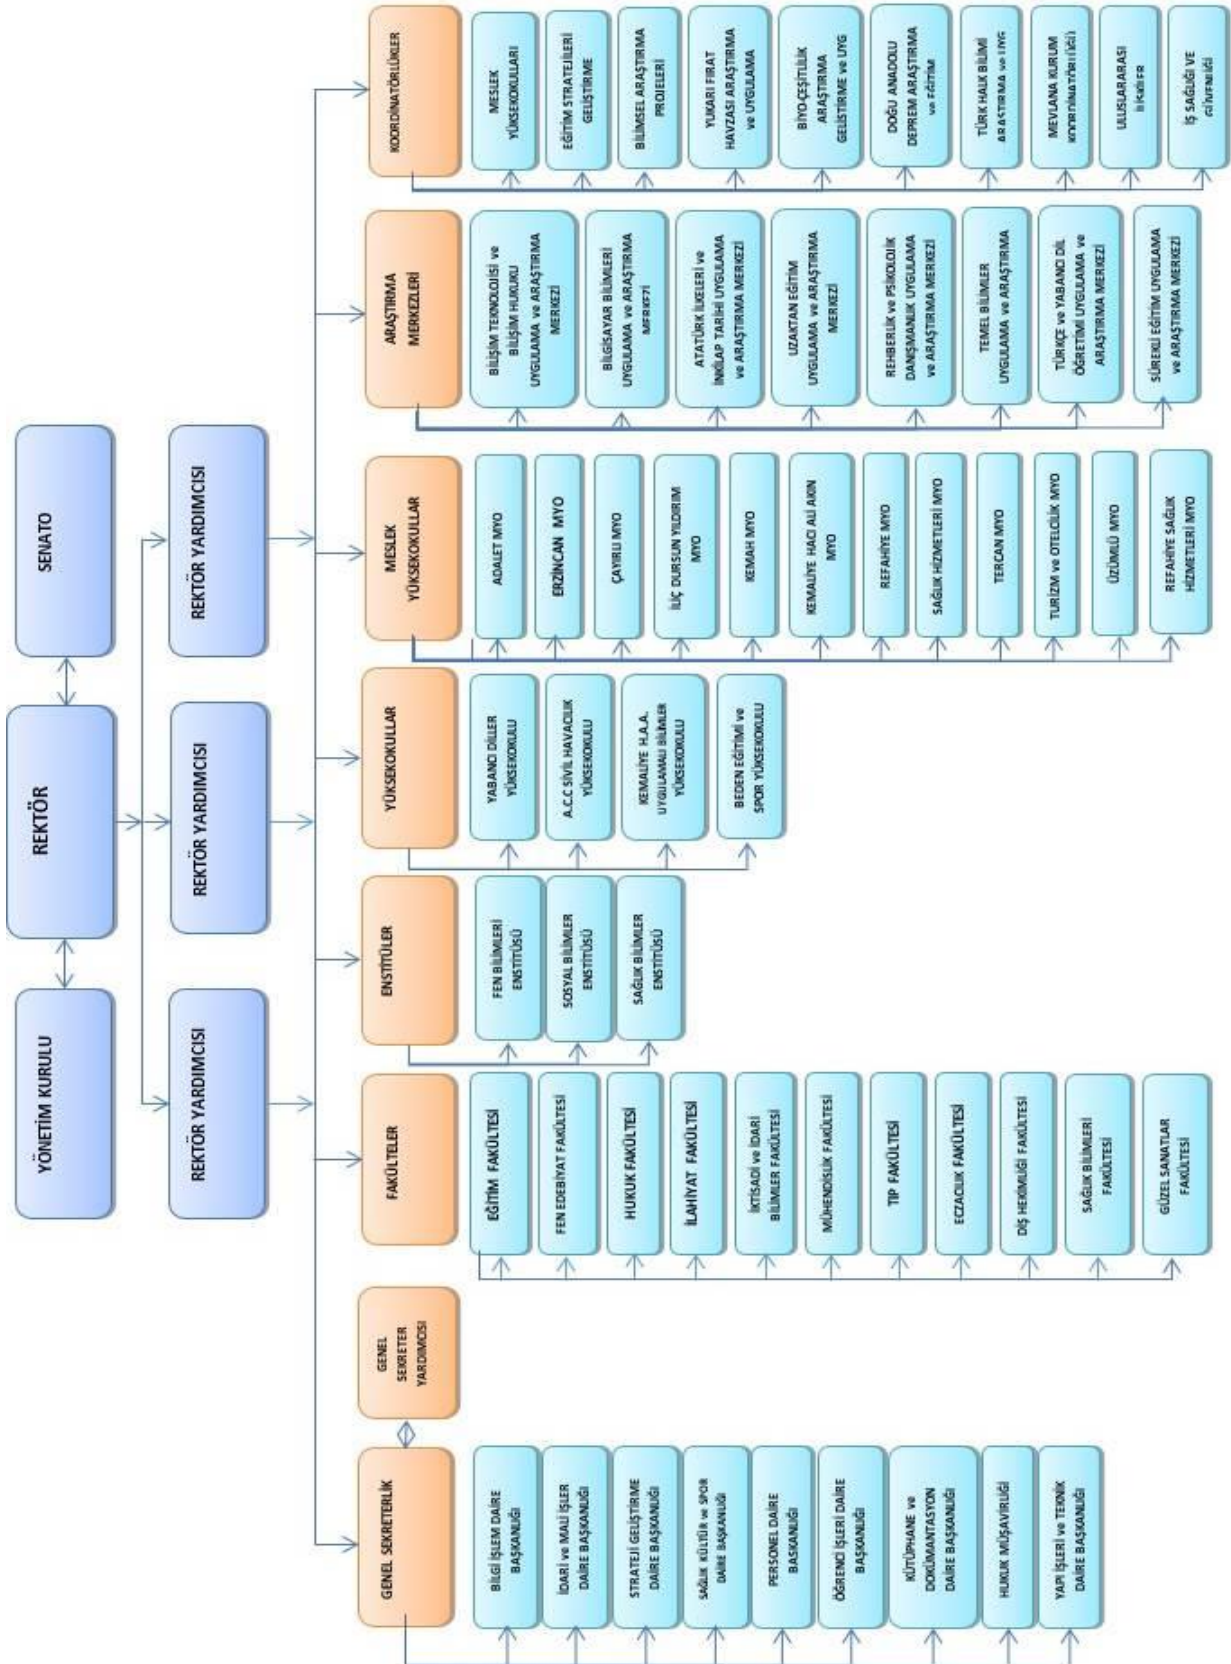 YÖNETİM KURULU
REKTÖR
SENATO
REKTÖR YARDIMCISI
REKTÖR YARDIMCISI
REKTÖR YARDIMCISI
GENEL SEKRETERLİK
GENEL
SEKRETER
YARDIMCISI
BİLGİ İŞLEM DAİRE
BAŞKANLIĞI
İDARİ ve MALİ İŞLER
DAİRE BAŞKANLIĞI
STRATEJİ GELİŞTİRME
DAİRE BAŞKANLIĞI
SAĞLIK KÜLTÜR ve SPOR
DAİRE BAŞKANLIĞI
PERSONEL DAİRE
BASKANLIĞI
ÖĞRENCİ İŞLERİ DAİRE
BAŞKANLIĞI
KÜTÜPHANE ve
DOKÜMANTASYON
DAİRE BAŞKANLIĞI
HUKUK MÜŞAVİRLİĞİ
YAPI İŞLERİ ve TEKNİK
DAİRE BAŞKANLIĞI
FAKÜLTELER
EĞİTİM FAKÜLTESİ
FEN EDEBİYAT FAKÜLTESİ
HUKUK FAKÜLTESİ
İLAHİYAT FAKÜLTESİ
İKTİSADİ ve İDARİ
BİLİMLER FAKÜLTESİ
MÜHENDİSLİK FAKÜLTESİ
TIP FAKÜLTESİ
ECZACILIK FAKÜLTESİ
DİŞ HEKİMLİĞİ FAKÜLTESİ
SAĞLIK BİLİMLERİ
FAKÜLTESİ
GÜZEL SANATLAR
FAKÜLTESİ
ENSTİTÜLER
FEN BİLİMLERİ
ENSTİTÜSÜ
SOSYAL BİLİMLER
ENSTİTÜSÜ
SAĞLIK BİLİMLER
ENSTİTÜSÜ
YÜKSEKOKULLAR
YABANCI DİLLER
YÜKSEKOKULU
A.C.C SİVİL HAVACILIK
YÜKSEKOKULU
KEMALİYE H.A.A.
UYGULAMALI BİLİMLER
YÜKSEKOKULU
BEDEN EĞİTİMİ ve
SPOR YÜKSEKOKULU
MESLEK
YÜKSEKOKULLAR
ADALET MYO
ERZİNCAN MYO
ÇAYIRLI MYO
İLİÇ DURSUN YILDIRIM
MYO
KEMAH MYO
KEMALİYE HACI ALİ AKIN
MYO
REFAHİYE MYO
SAĞLIK HİZMETLERİ MYO
TERCAN MYO
TURİZM ve OTELCİLİK MYO
ÜZÜMLÜ MYO
REFAHİYE SAĞLIK
HİZMETLERİ MYO
ARAŞTIRMA
MERKEZLERİ
BİLİŞİM TEKNOLOJİSİ ve
BİLİŞİM HUKUKU
UYGULAMA ve ARAŞTIRMA
MERKEZİ
BİLGİSAYAR BİLİMLERİ
UYGULAMA ve ARAŞTIRMA
MERKEZİ
ATATÜRK İLKELERİ ve
İNKILAP TARİHİ UYGULAMA
ve ARAŞTIRMA MERKEZİ
UZAKTAN EĞİTİM
UYGULAMA ve ARAŞTIRMA
MERKEZİ
REHBERLİK ve PSİKOLOJİK
DANIŞMANLIK UYGULAMA
ve ARAŞTIRMA MERKEZİ
TEMEL BİLİMLER
UYGULAMA ve ARAŞTIRMA
TÜRKÇE ve YABANCI DİL
ÖĞRETİMİ UYGULAMA ve
ARAŞTIRMA MERKEZİ
SÜREKLİ EĞİTİM UYGULAMA
ve ARAŞTIRMA MERKEZİ
KOORDİNATÖRLÜKLER
MESLEK
YÜKSEKOKULLARI
EĞİTİM STRATEJİLERİ
GELİŞTİRME
BİLİMSEL ARAŞTIRMA
PROJELERİ
YUKARI FIRAT
HAVZASI ARAŞTIRMA
ve UYGULAMA
BİYO-ÇEŞİTLİLİK
ARAŞTIRMA
GELİSTİRME ve UYG
DOĞU ANADOLU
DEPREM ARAŞTIRMA
ve EĞİTİM
TÜRK HALK BİLİMİ
ARASTIRMA ve UYG
MEVLANA KURUM
KOORDİNATÖRLÜĞÜ
ULUSLARARASI
İLİŞKİLER
İŞ SAĞLIĞI VE
GÜVENLİĞİ